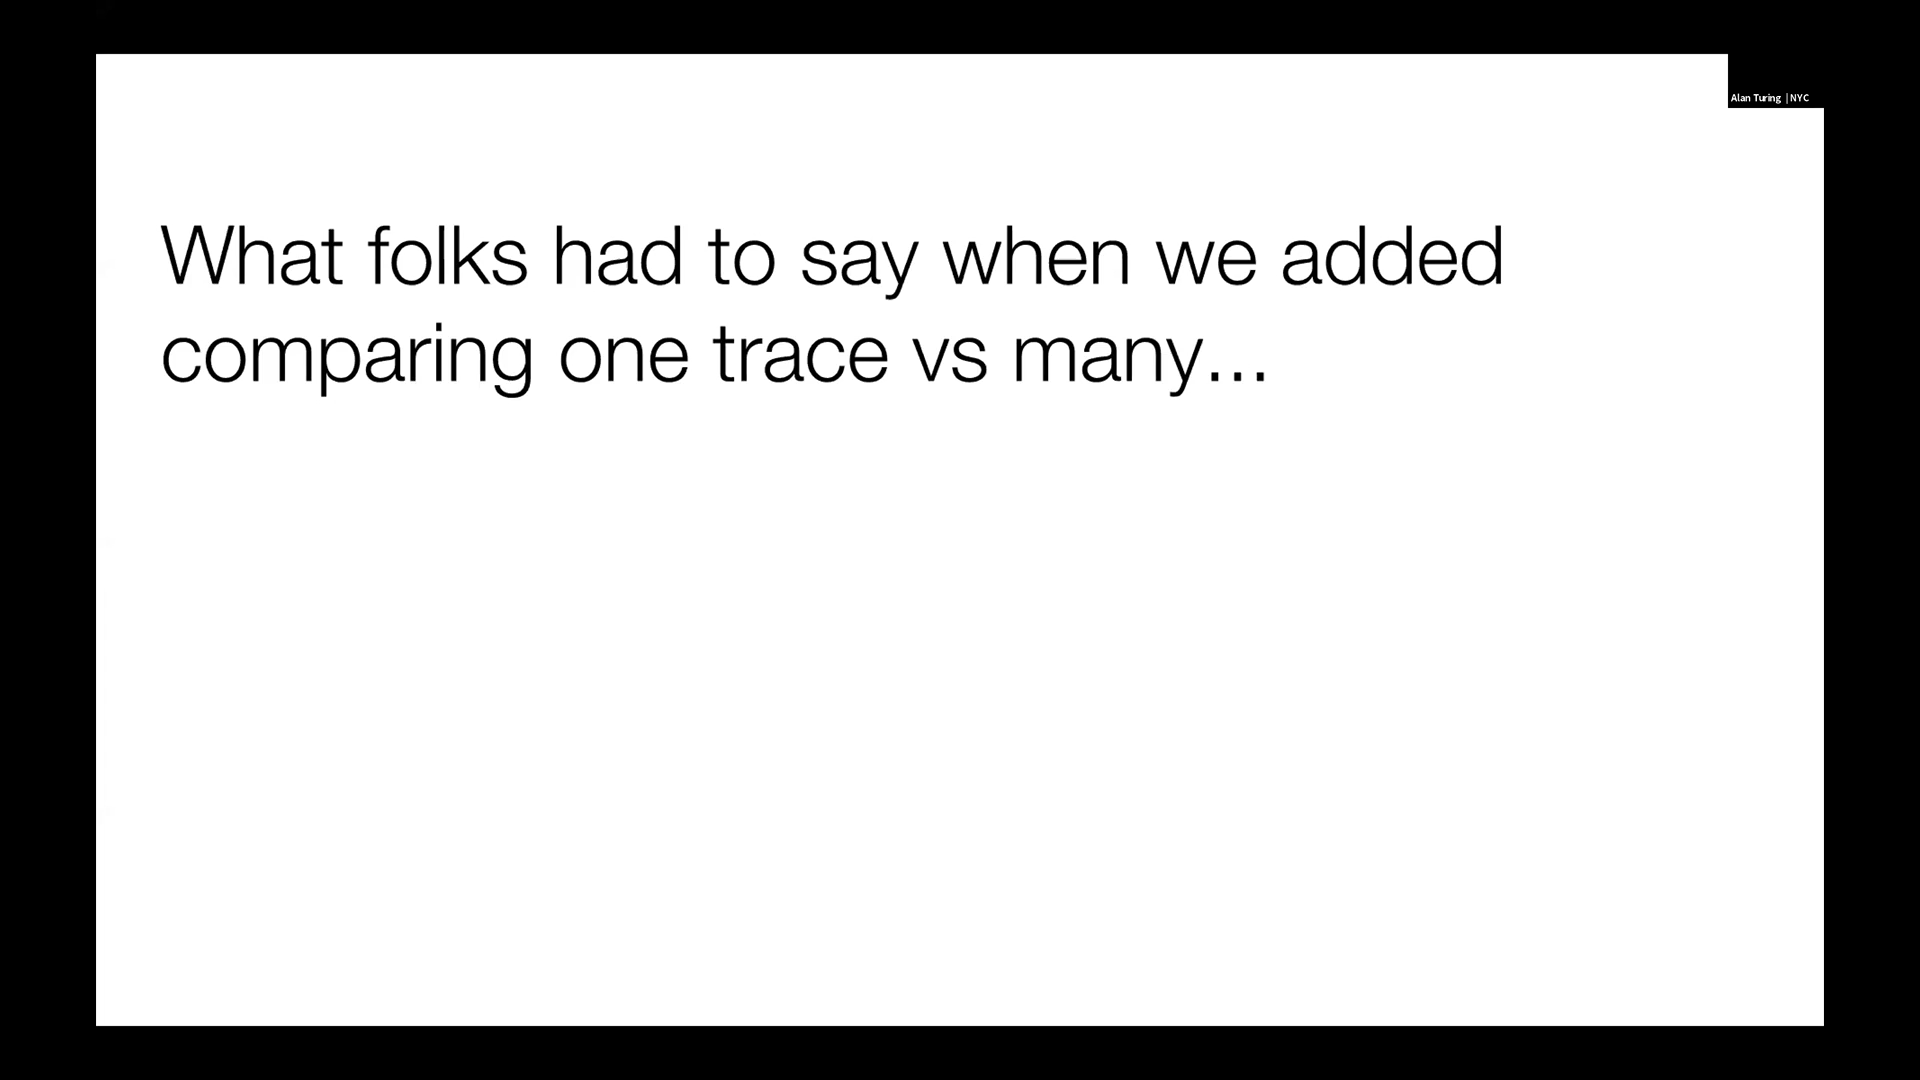 Alan Turing | NYC
What folks had to say when we added
comparing one trace vs many...